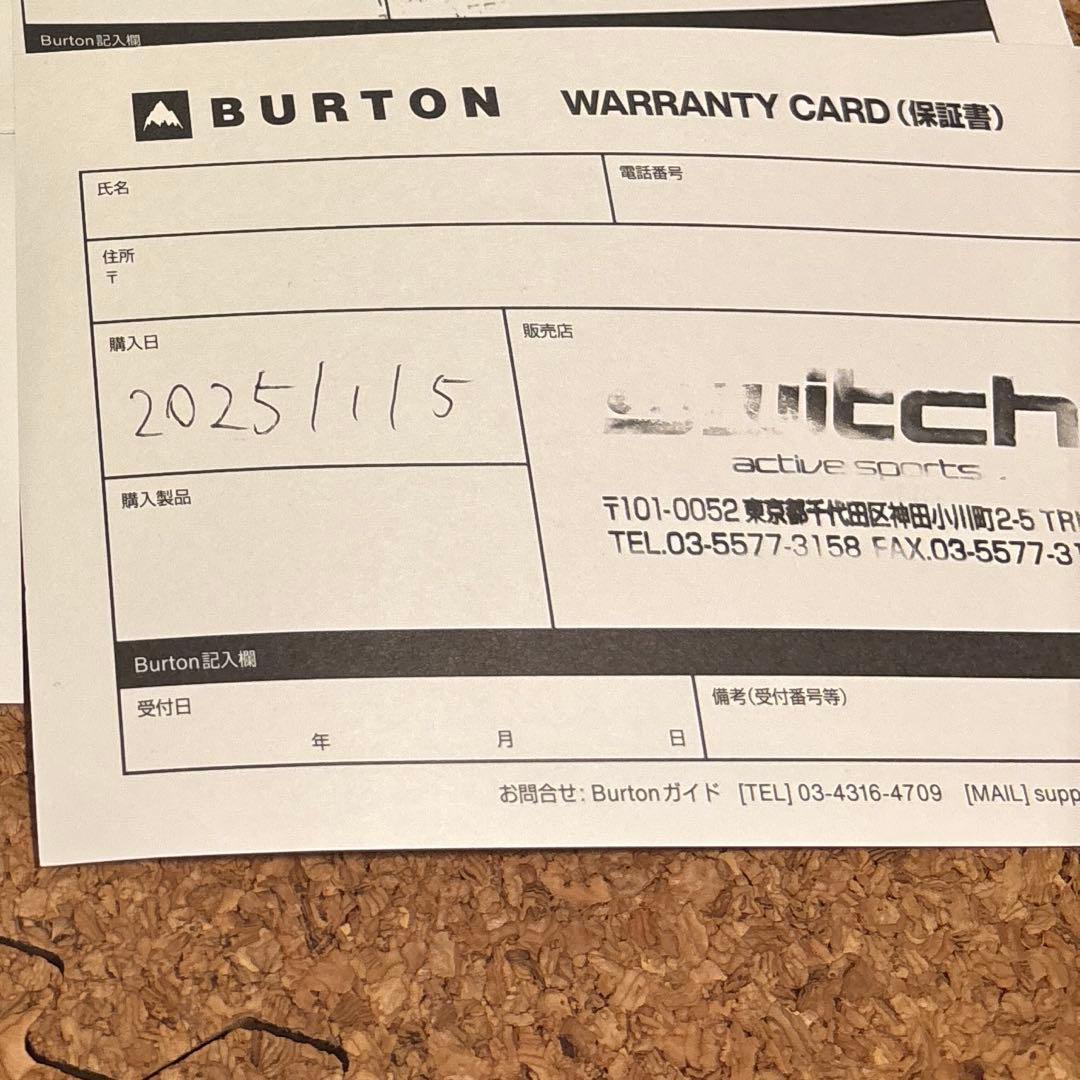 Burton記入欄
BURTON WARRANTY CARD(保証書)
氏名
電話番号
住所
〒
購入日
販売店
2025/1/5
switch
active sports
購入製品
〒101-0052 東京都千代田区神田小川町2-5
TEL.03-5577-3158 FAX.03-5577-31
Burton記入欄
受付日
備考(受付番号等)
年 月 日
お問合せ: Burtonガイド [TEL] 03-4316-4709 [MAIL] supp